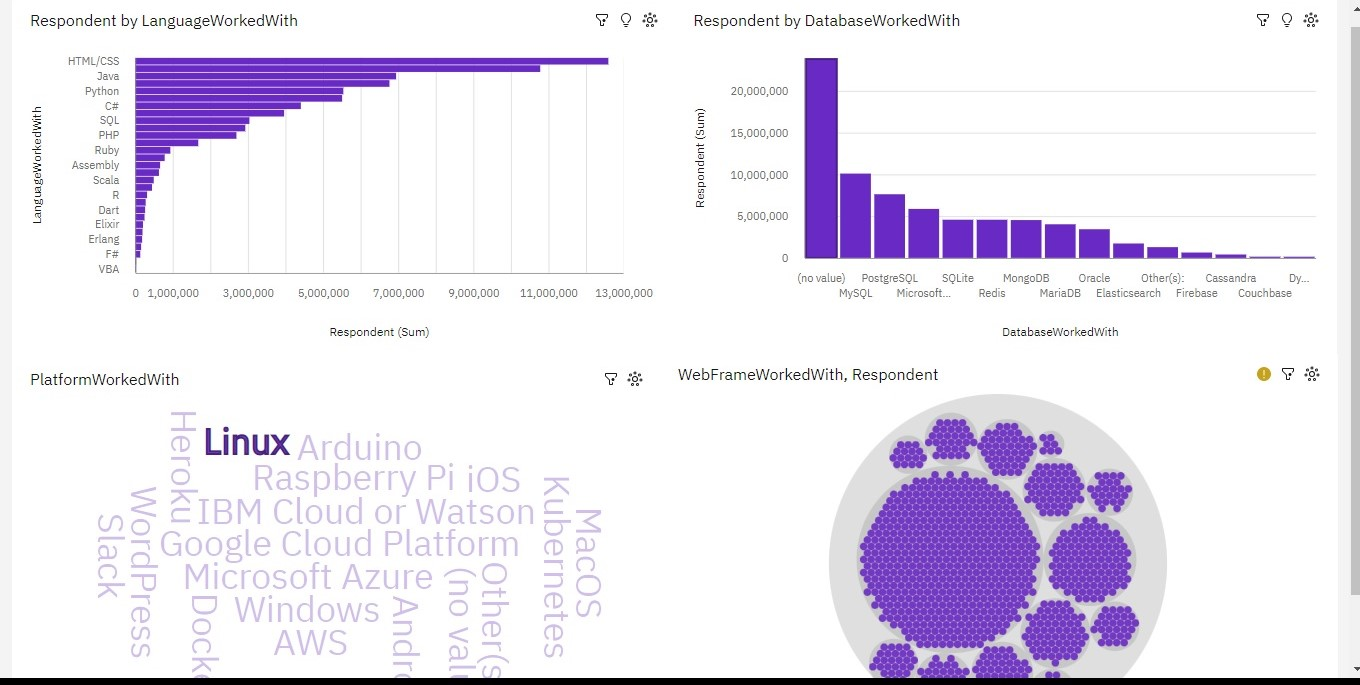 Respondent by LanguageWorkedWith
LanguageWorkedWith
HTML/CSS
Java
Python
C#
SQL
PHP
Ruby
Assembly
Scala
R
Dart
Elixir
Erlang
F#
VBA
0 1,000,000 3,000,000 5,000,000 7,000,000 9,000,000 11,000,000 13,000,000
Respondent (Sum)
Respondent by DatabaseWorkedWith
Respondent (Sum)
20,000,000
15,000,000
10,000,000
5,000,000
0
(no value) PostgreSQL SQLite MongoDB Oracle Other(s): Cassandra Dy...
MySQL Microsoft... Redis MariaDB Elasticsearch Firebase Couchbase
DatabaseWorkedWith
PlatformWorkedWith
Heroku
Linux
Arduino
Raspberry Pi
iOS
IBM Cloud or Watson
Google Cloud Platform
Microsoft Azure
Windows
AWS
Slack
WordPress
Docke
Andro
(no val
Other(s
Kubernetes
MacOS
WebFrameWorkedWith, Respondent